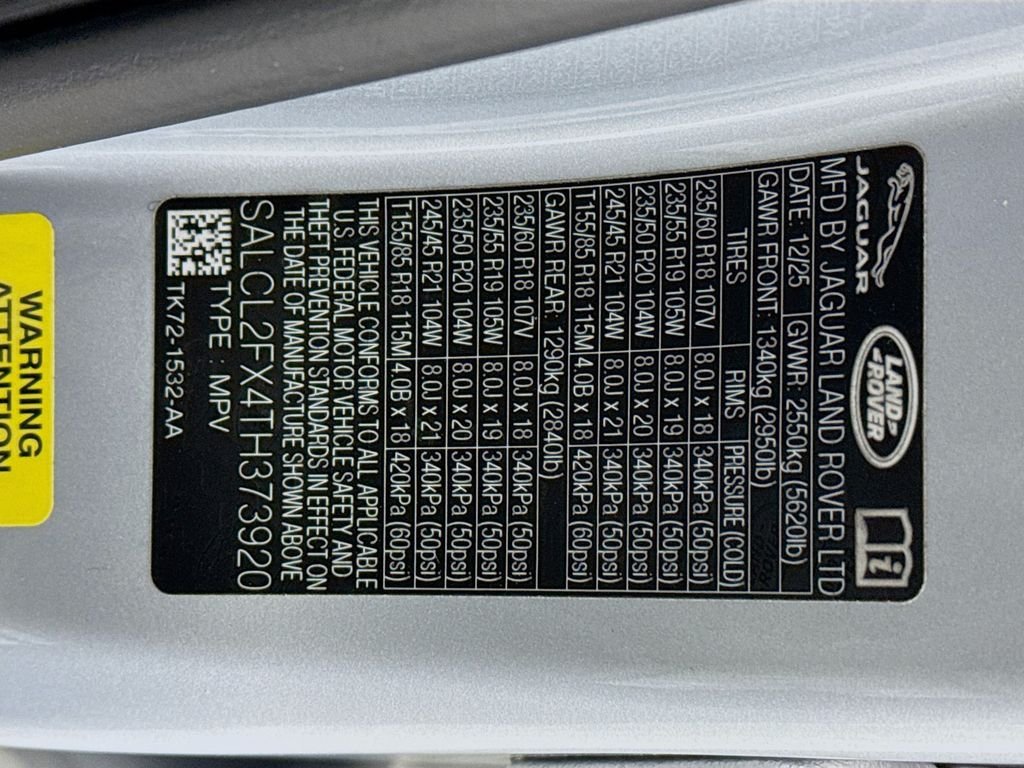 JAGUAR
LAND ROVER
i
MFD BY JAGUAR LAND ROVER LTD
DATE: 12/25 GVWR: 2550kg (5620lb)
GAWR FRONT: 1340kg (2950lb)
TIRES RIMS PRESSURE(COLD)
235/60 R18 107V 8.0J x 18 340kPa (50psi)
235/55 R19 105W 8.0J x 19 340kPa (50psi)
235/50 R20 104W 8.0J x 20 340kPa (50psi)
245/45 R21 104W 8.0J x 21 340kPa (50psi)
T155/85 R18 115M 4.0B x 18 420kPa (60psi)
GAWR REAR: 1290kg (2840lb)
235/60 R18 107V 8.0J x 18 340kPa (50psi)
235/55 R19 105W 8.0J x 19 340kPa (50psi)
235/50 R20 104W 8.0J x 20 340kPa (50psi)
245/45 R21 104W 8.0J x 21 340kPa (50psi)
T155/85 R18 115M 4.0B x 18 420kPa (60psi)
THIS VEHICLE CONFORMS TO ALL APPLICABLE
U.S. FEDERAL MOTOR VEHICLE SAFETY AND
THEFT PREVENTION STANDARDS IN EFFECT ON
THE DATE OF MANUFACTURE SHOWN ABOVE
SALCL2FX4TH373920
TYPE : MPV
TK72-1532-AA
WARNING
ATTENTION